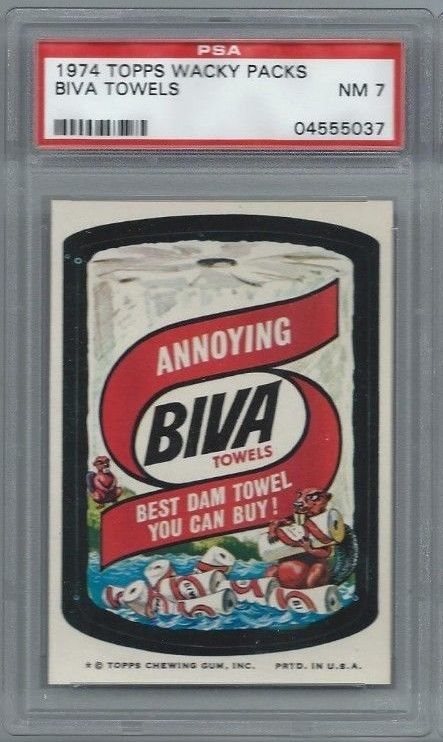 PSA
1974 TOPPS WACKY PACKS
BIVA TOWELS
NM 7
04555037
ANNOYING
BIVA
TOWELS
BEST DAM TOWEL
YOU CAN BUY!
* © TOPPS CHEWING GUM, INC. PRTD. IN U.S.A.